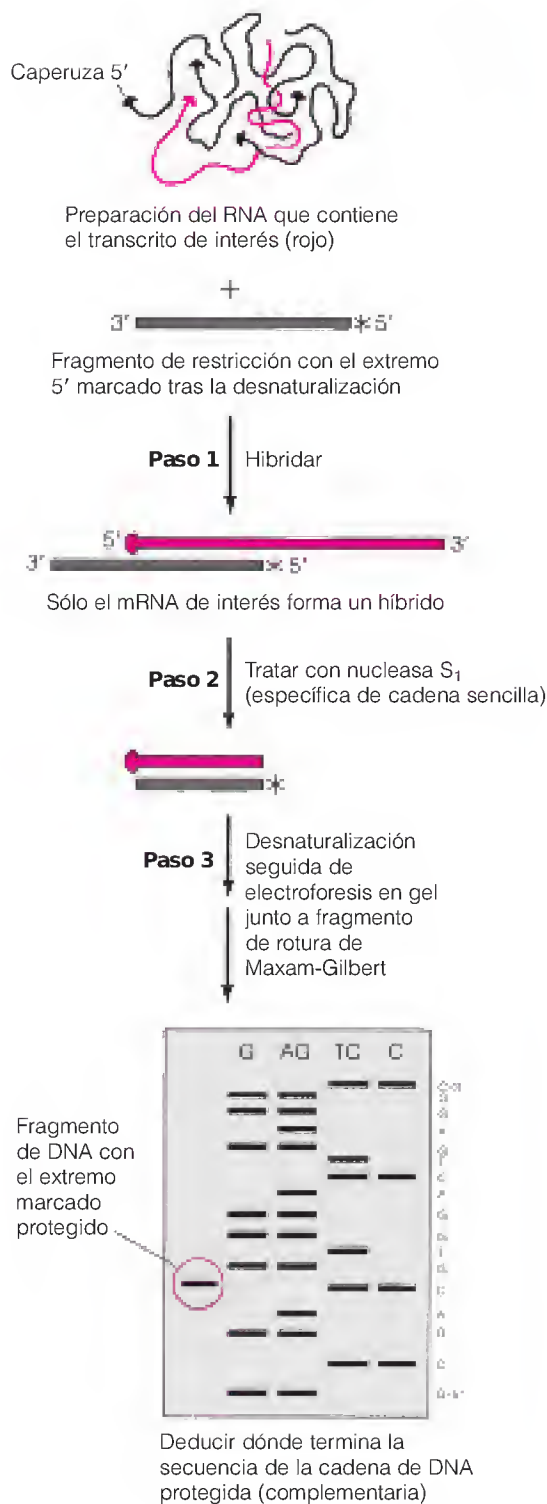 Caperuza 5′
Preparación del RNA que contiene
el transcrito de interés (rojo)
+
3′ * 5′
Fragmento de restricción con el extremo
5′ marcado tras la desnaturalización
Paso 1 Hibridar
5′ 3′
3′ * 5′
Sólo el mRNA de interés forma un híbrido
Paso 2
Tratar con nucleasa S1
(específica de cadena sencilla)
*
Paso 3
Desnaturalización
seguida de
electroforesis en gel
junto a fragmento
de rotura de
Maxam-Gilbert
G AG TC C
Fragmento
de DNA con
el extremo
marcado
protegido
C
G
C
A
G
C
Deducir dónde termina la
secuencia de la cadena de DNA
protegida (complementaria)